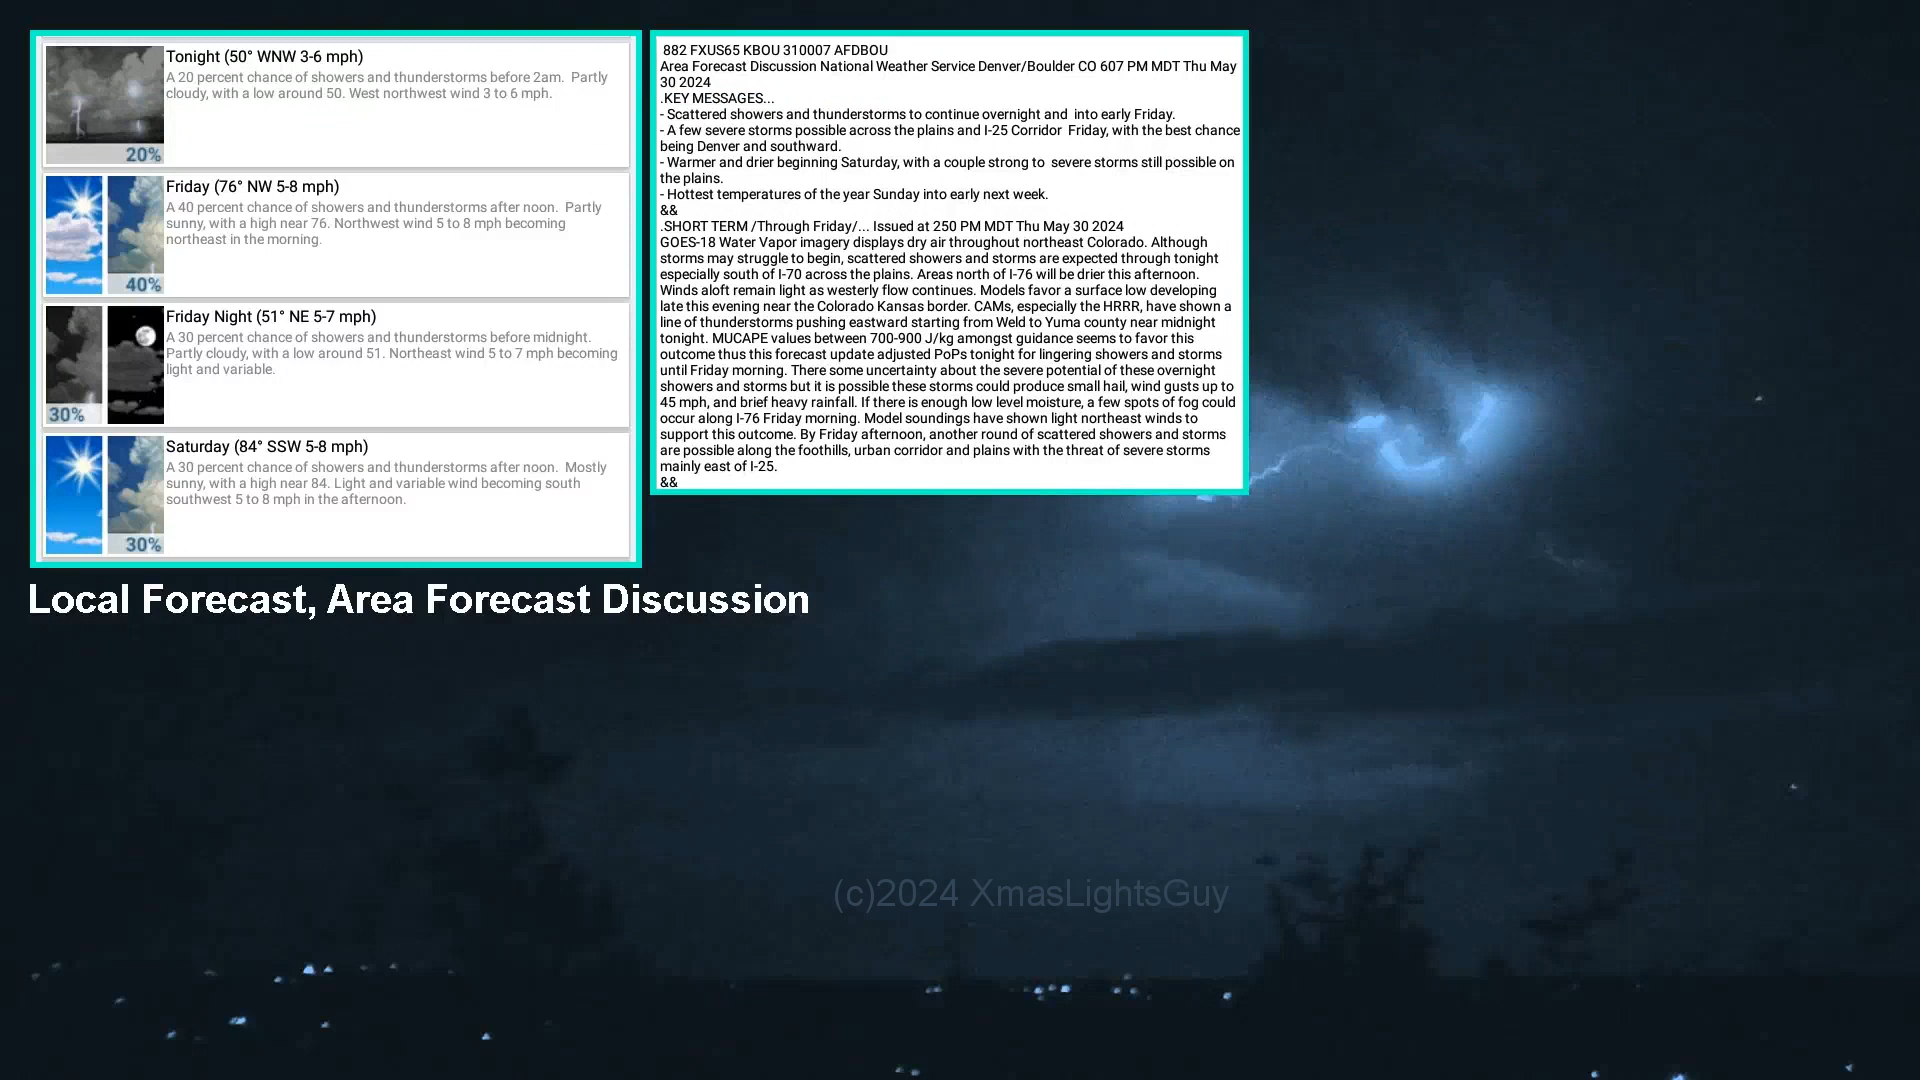 Tonight (50° WNW 3-6 mph)
A 20 percent chance of showers and thunderstorms before 2am.  Partly
cloudy, with a low around 50. West northwest wind 3 to 6 mph.
20%
Friday (76° NW 5-8 mph)
A 40 percent chance of showers and thunderstorms after noon.  Partly
sunny, with a high near 76. Northwest wind 5 to 8 mph becoming
northeast in the morning.
40%
Friday Night (51° NE 5-7 mph)
A 30 percent chance of showers and thunderstorms before midnight.
Partly cloudy, with a low around 51. Northeast wind 5 to 7 mph becoming
light and variable.
30%
Saturday (84° SSW 5-8 mph)
A 30 percent chance of showers and thunderstorms after noon.  Mostly
sunny, with a high near 84. Light and variable wind becoming south
southwest 5 to 8 mph in the afternoon.
30%
882 FXUS65 KBOU 310007 AFDBOU
Area Forecast Discussion National Weather Service Denver/Boulder CO 607 PM MDT Thu May
30 2024
.KEY MESSAGES...
- Scattered showers and thunderstorms to continue overnight and  into early Friday.
- A few severe storms possible across the plains and I-25 Corridor  Friday, with the best chance
being Denver and southward.
- Warmer and drier beginning Saturday, with a couple strong to  severe storms still possible on
the plains.
- Hottest temperatures of the year Sunday into early next week.
&&
.SHORT TERM /Through Friday/... Issued at 250 PM MDT Thu May 30 2024
GOES-18 Water Vapor imagery displays dry air throughout northeast Colorado. Although
storms may struggle to begin, scattered showers and storms are expected through tonight
especially south of I-70 across the plains. Areas north of I-76 will be drier this afternoon.
Winds aloft remain light as westerly flow continues. Models favor a surface low developing
late this evening near the Colorado Kansas border. CAMs, especially the HRRR, have shown a
line of thunderstorms pushing eastward starting from Weld to Yuma county near midnight
tonight. MUCAPE values between 700-900 J/kg amongst guidance seems to favor this
outcome thus this forecast update adjusted PoPs tonight for lingering showers and storms
until Friday morning. There some uncertainty about the severe potential of these overnight
showers and storms but it is possible these storms could produce small hail, wind gusts up to
45 mph, and brief heavy rainfall. If there is enough low level moisture, a few spots of fog could
occur along I-76 Friday morning. Model soundings have shown light northeast winds to
support this outcome. By Friday afternoon, another round of scattered showers and storms
are possible along the foothills, urban corridor and plains with the threat of severe storms
mainly east of I-25.
&&
Local Forecast, Area Forecast Discussion
(c)2024 XmasLightsGuy